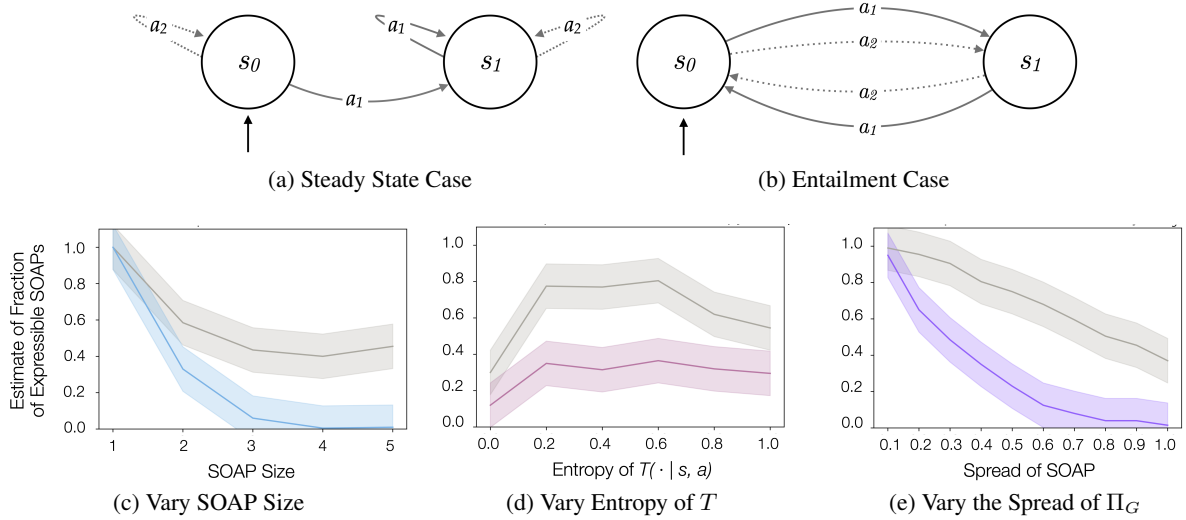 a₂
s₀
a₁
a₁
s₁
a₂
s₀
a₁
a₂
a₂
a₁
s₁
(a) Steady State Case
(b) Entailment Case
Estimate of Fraction
of Expressible SOAPs
1.0
0.8
0.6
0.4
0.2
0.0
1 2 3 4 5
SOAP Size
(c) Vary SOAP Size
1.0
0.8
0.6
0.4
0.2
0.0
0.0 0.2 0.4 0.6 0.8 1.0
Entropy of T( · | s, a)
(d) Vary Entropy of T
1.0
0.8
0.6
0.4
0.2
0.0
0.1 0.2 0.3 0.4 0.5 0.6 0.7 0.8 0.9 1.0
Spread of SOAP
(e) Vary the Spread of Π_G